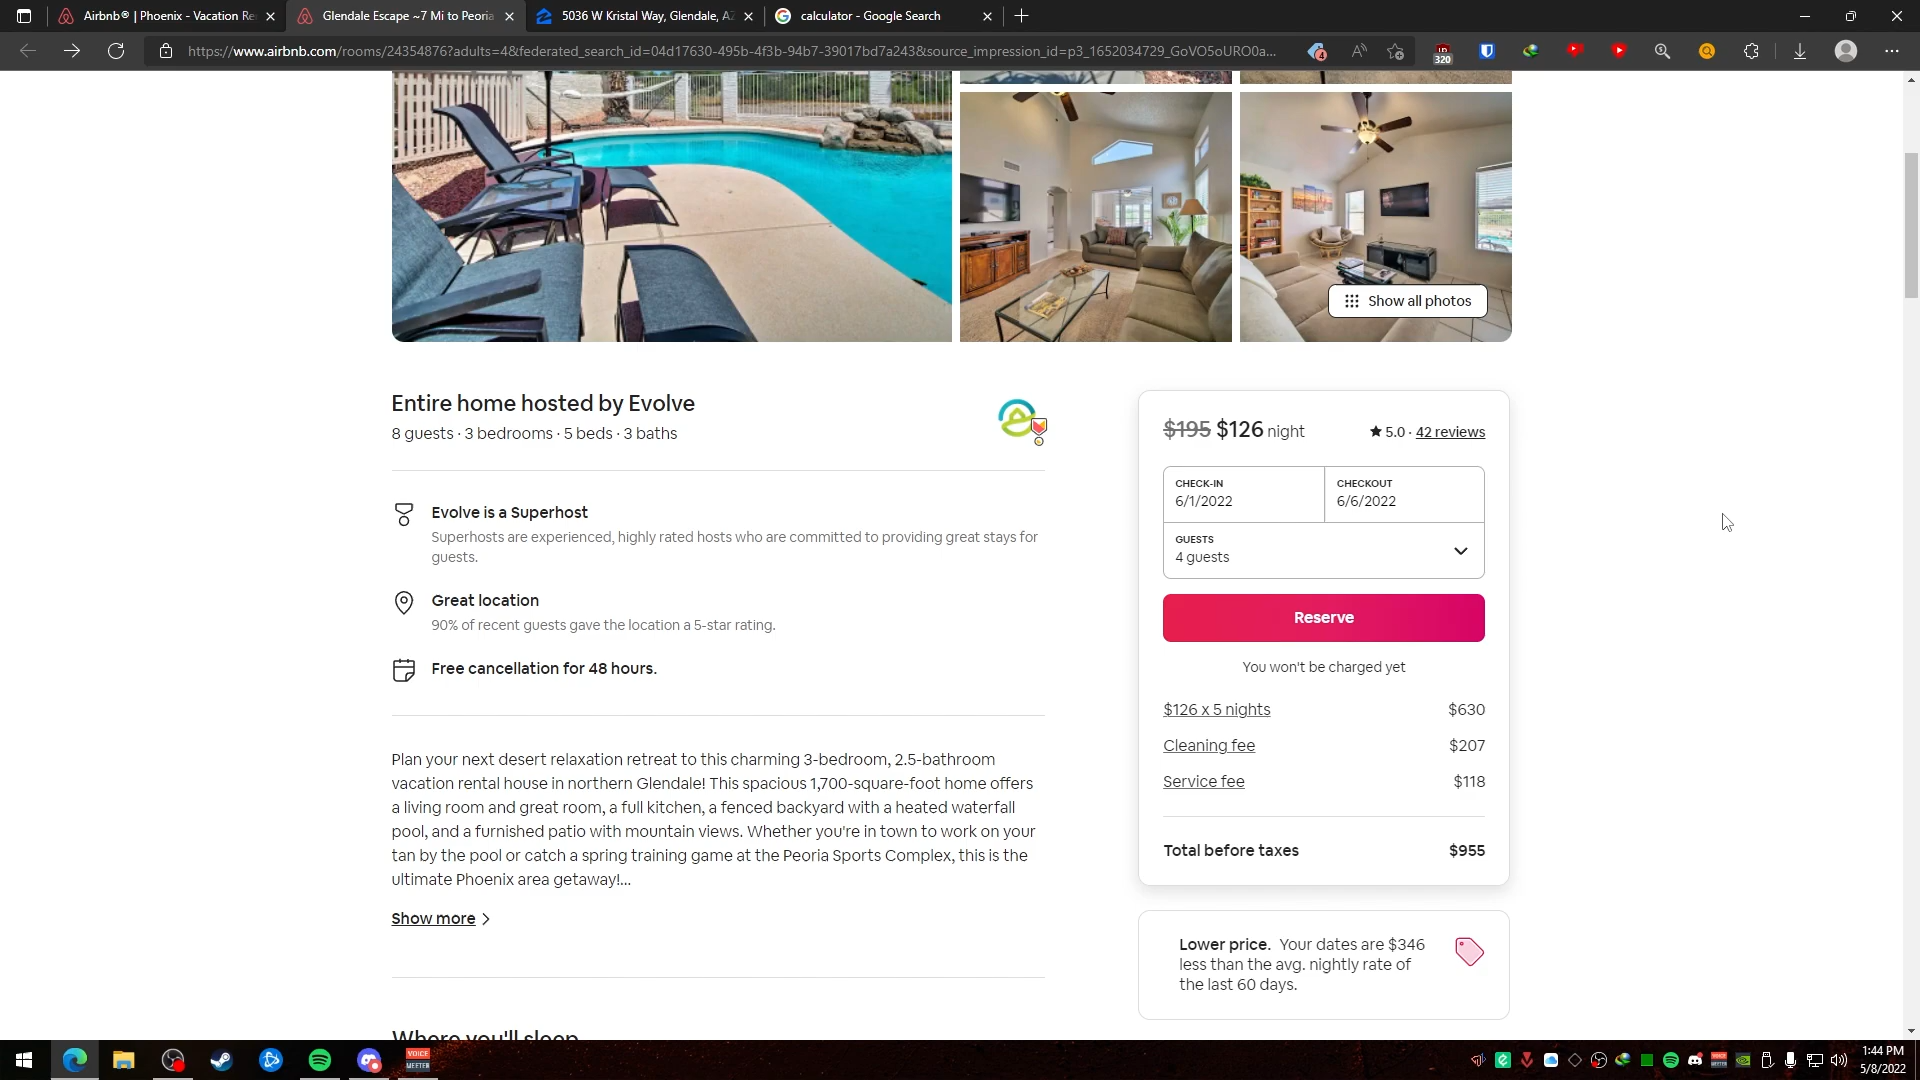 Airbnb® | Phoenix - Vacation Re
Glendale Escape ~7 Mi to Peoria
5036 W Kristal Way, Glendale, AZ
calculator - Google Search
https://www.airbnb.com/rooms/24354876?adults=4&federated_search_id=04d17630-495b-4f3b-94b7-39017bd7a243&source_impression_id=p3_1652034729_GoVO5oURO0a...
4
320
Show all photos
Entire home hosted by Evolve
8 guests · 3 bedrooms · 5 beds · 3 baths
Evolve is a Superhost
Superhosts are experienced, highly rated hosts who are committed to providing great stays for
guests.
Great location
90% of recent guests gave the location a 5-star rating.
Free cancellation for 48 hours.
Plan your next desert relaxation retreat to this charming 3-bedroom, 2.5-bathroom
vacation rental house in northern Glendale! This spacious 1,700-square-foot home offers
a living room and great room, a full kitchen, a fenced backyard with a heated waterfall
pool, and a furnished patio with mountain views. Whether you're in town to work on your
tan by the pool or catch a spring training game at the Peoria Sports Complex, this is the
ultimate Phoenix area getaway!...
Show more
Where you'll sleep
$195 $126 night
5.0 · 42 reviews
CHECK-IN
6/1/2022
CHECKOUT
6/6/2022
GUESTS
4 guests
Reserve
You won't be charged yet
$126 x 5 nights $630
Cleaning fee $207
Service fee $118
Total before taxes $955
Lower price. Your dates are $346
less than the avg. nightly rate of
the last 60 days.
VOICE
MEETER
1:44 PM
5/8/2022